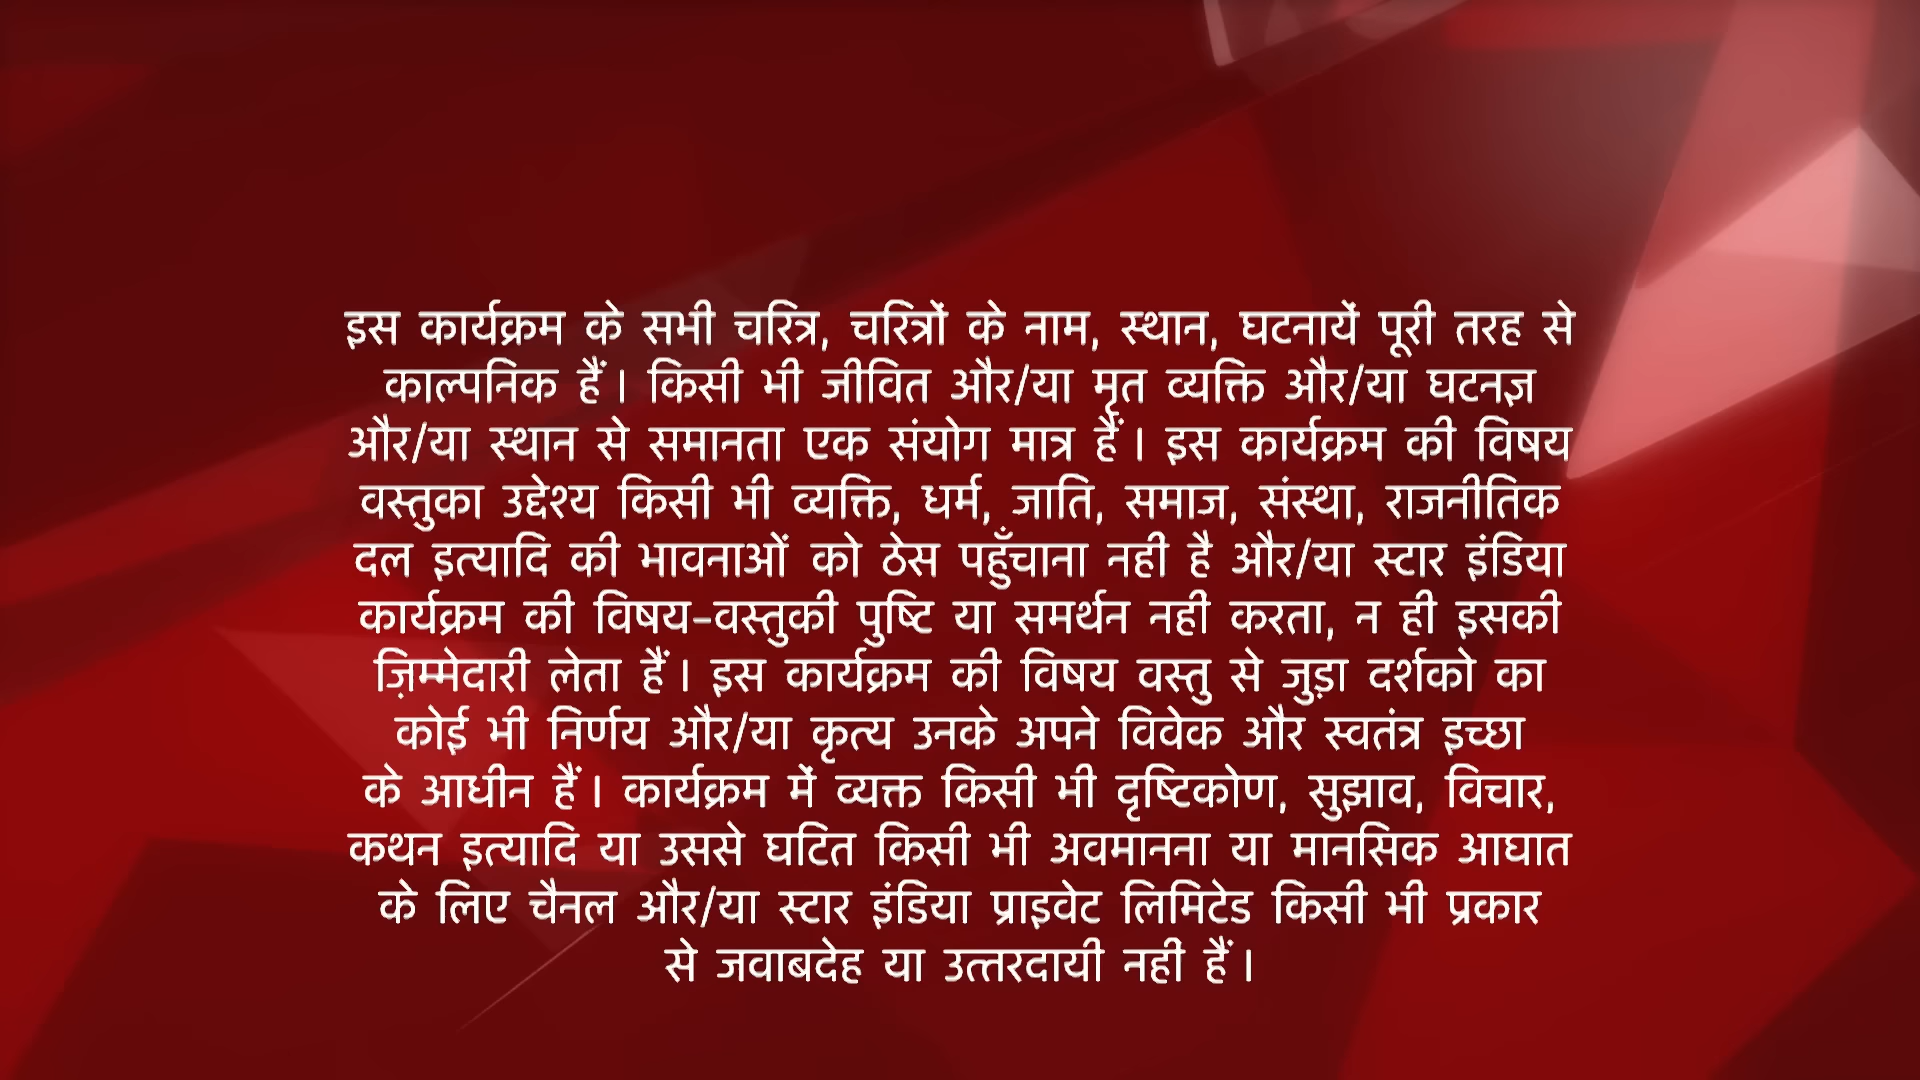 इस कार्यक्रम के सभी चरित्र, चरित्रों के नाम, स्थान, घटनायें पूरी तरह से
काल्पनिक हैं। किसी भी जीवित और/या मृत व्यक्ति और/या घटनज्ञ
और/या स्थान से समानता एक संयोग मात्र हैं। इस कार्यक्रम की विषय
वस्तुका उद्देश्य किसी भी व्यक्ति, धर्म, जाति, समाज, संस्था, राजनीतिक
दल इत्यादि की भावनाओं को ठेस पहुँचाना नही है और/या स्टार इंडिया
कार्यक्रम की विषय-वस्तुकी पुष्टि या समर्थन नही करता, न ही इसकी
ज़िम्मेदारी लेता हैं। इस कार्यक्रम की विषय वस्तु से जुड़ा दर्शको का
कोई भी निर्णय और/या कृत्य उनके अपने विवेक और स्वतंत्र इच्छा
के आधीन हैं। कार्यक्रम में व्यक्त किसी भी दृष्टिकोण, सुझाव, विचार,
कथन इत्यादि या उससे घटित किसी भी अवमानना या मानसिक आघात
के लिए चैनल और/या स्टार इंडिया प्राइवेट लिमिटेड किसी भी प्रकार
से जवाबदेह या उत्तरदायी नही हैं।